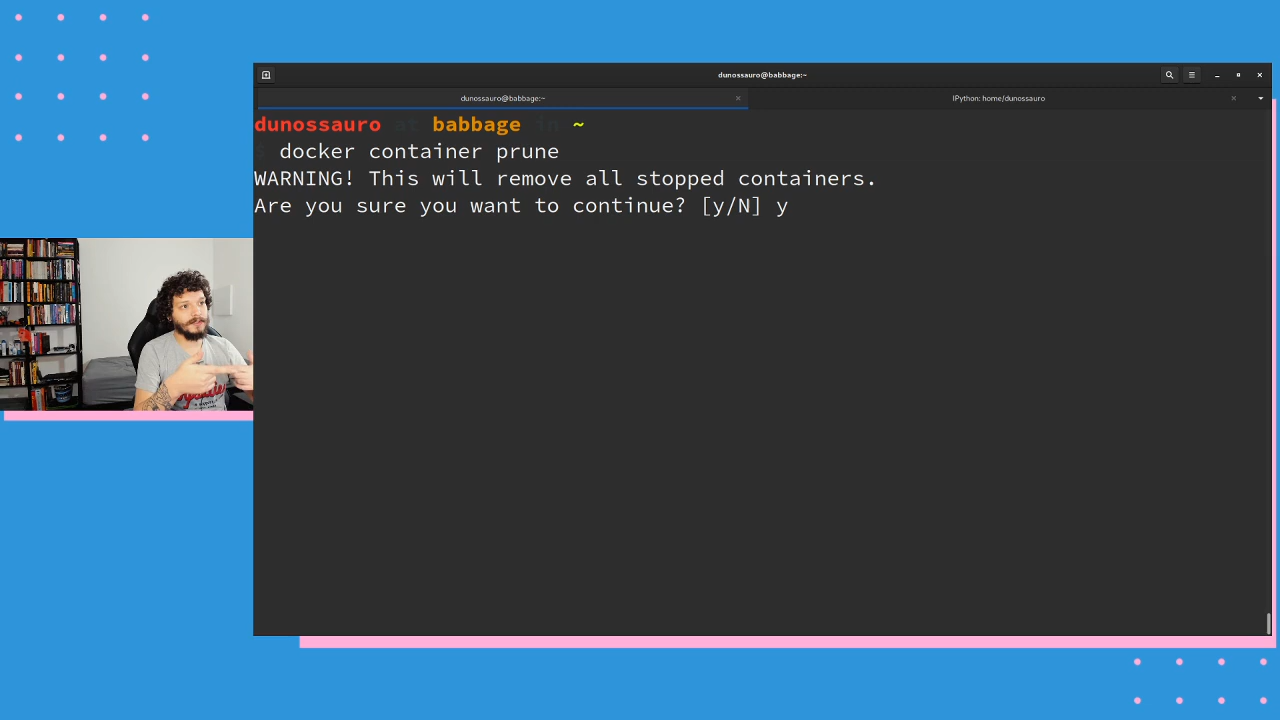 dunossauro@babbage:~
dunossauro@babbage:~
IPython: home/dunossauro
dunossauro at babbage in ~
$ docker container prune
WARNING! This will remove all stopped containers.
Are you sure you want to continue? [y/N] y